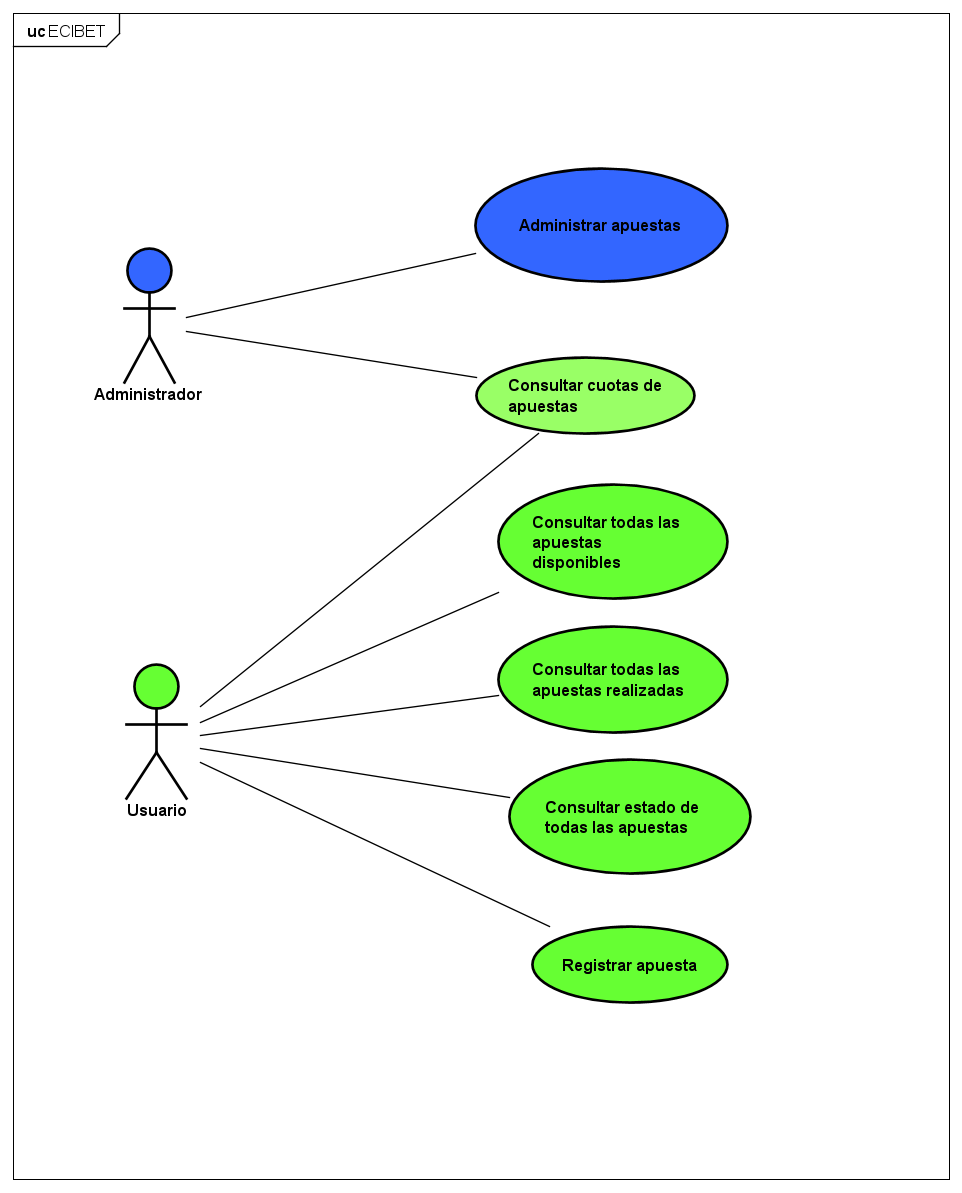 uc ECIBET
Administrar apuestas
Administrador
Consultar cuotas de
apuestas
Consultar todas las
apuestas
disponibles
Consultar todas las
apuestas realizadas
Usuario
Consultar estado de
todas las apuestas
Registrar apuesta